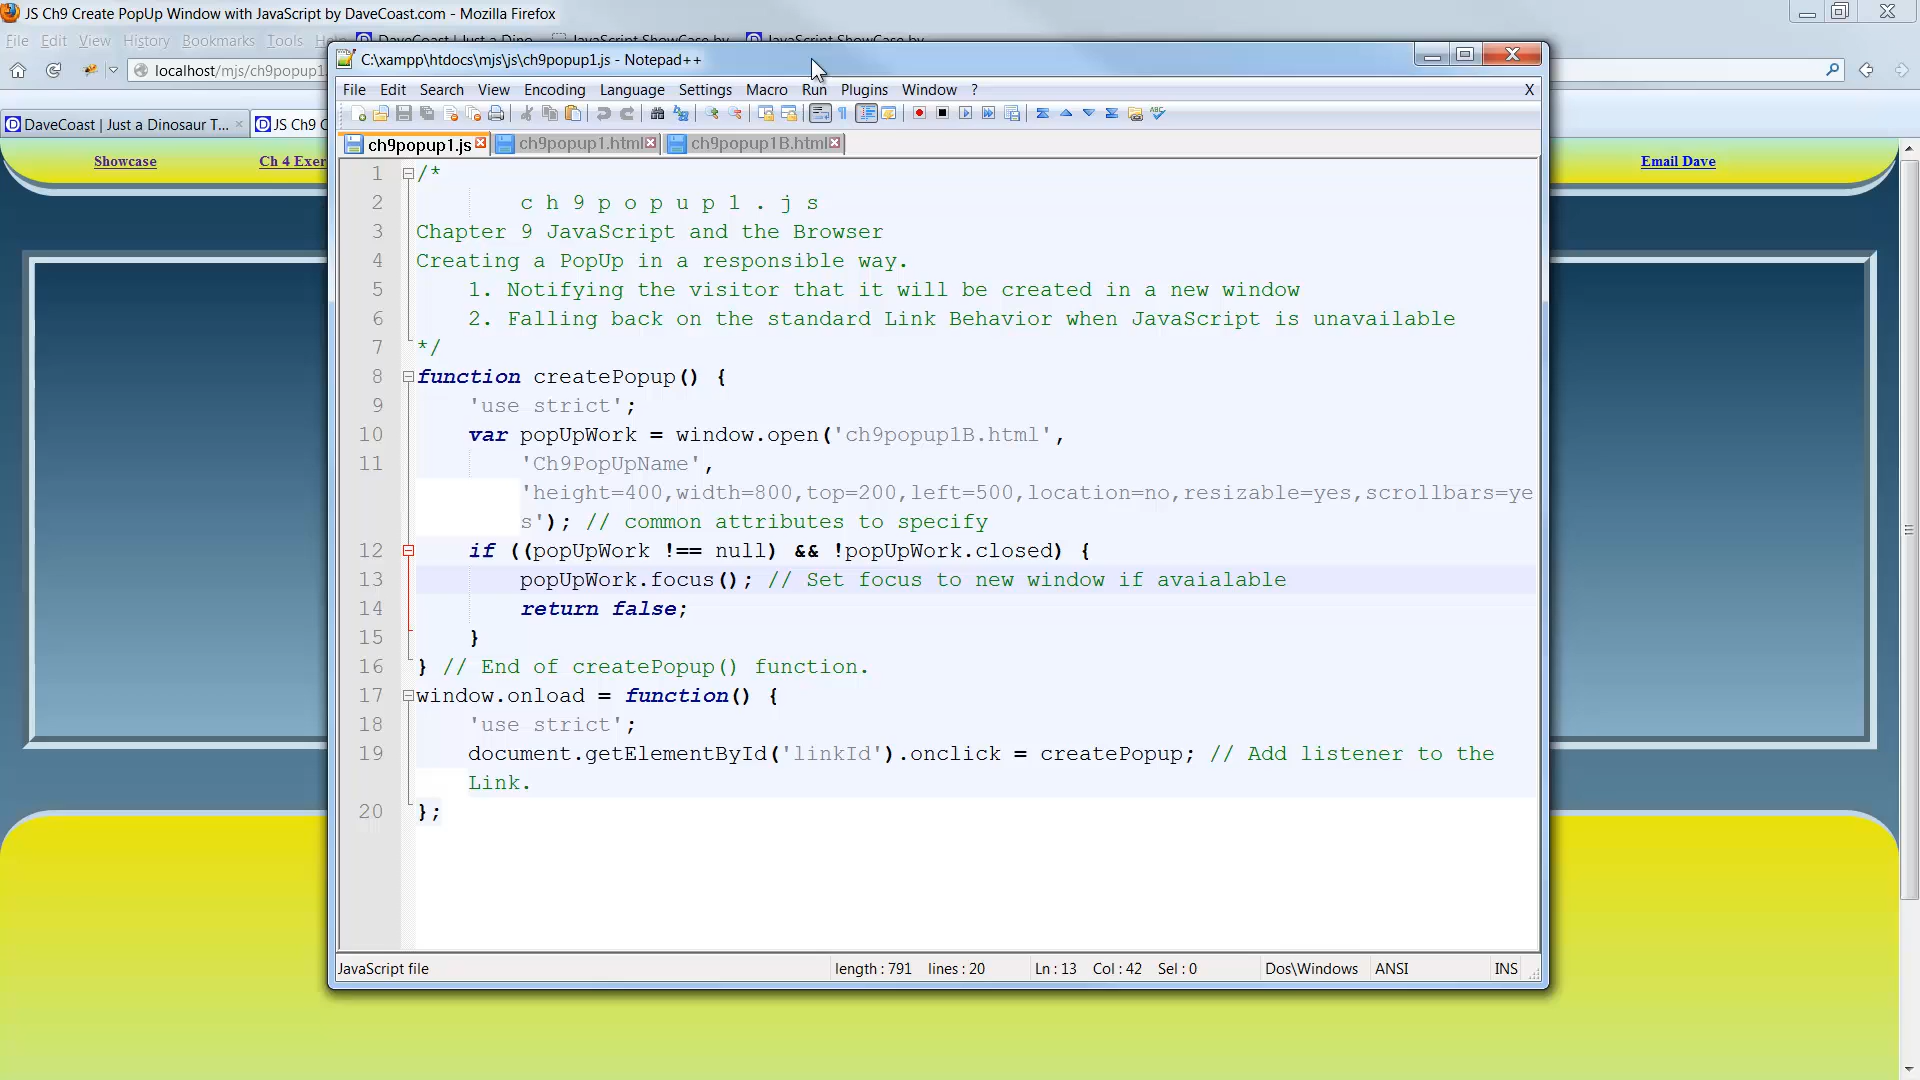 JS Ch9 Create PopUp Window with JavaScript by DaveCoast.com - Mozilla Firefox
File Edit View History Bookmarks Tools
C:\xampp\htdocs\mjs\js\ch9popup1.js - Notepad++
localhost/mjs/ch9popup1
File Edit Search View Encoding Language Settings Macro Run Plugins Window ? X
DaveCoast | Just a Dinosaur T... JS Ch9 C
ch9popup1.js ch9popup1.html ch9popup1B.html
Showcase Ch 4 Exer Email Dave
1 /*
2 c h 9 p o p u p 1 . j s
3 Chapter 9 JavaScript and the Browser
4 Creating a PopUp in a responsible way.
5 1. Notifying the visitor that it will be created in a new window
6 2. Falling back on the standard Link Behavior when JavaScript is unavailable
7 */
8 function createPopup() {
9 'use strict';
10 var popUpWork = window.open('ch9popup1B.html',
11 'Ch9PopUpName',
'height=400,width=800,top=200,left=500,location=no,resizable=yes,scrollbars=ye
s'); // common attributes to specify
12 if ((popUpWork !== null) && !popUpWork.closed) {
13 popUpWork.focus(); // Set focus to new window if avaialable
14 return false;
15 }
16 } // End of createPopup() function.
17 window.onload = function() {
18 'use strict';
19 document.getElementById('linkId').onclick = createPopup; // Add listener to the
Link.
20 };
JavaScript file length : 791 lines : 20 Ln : 13 Col : 42 Sel : 0 Dos\Windows ANSI INS